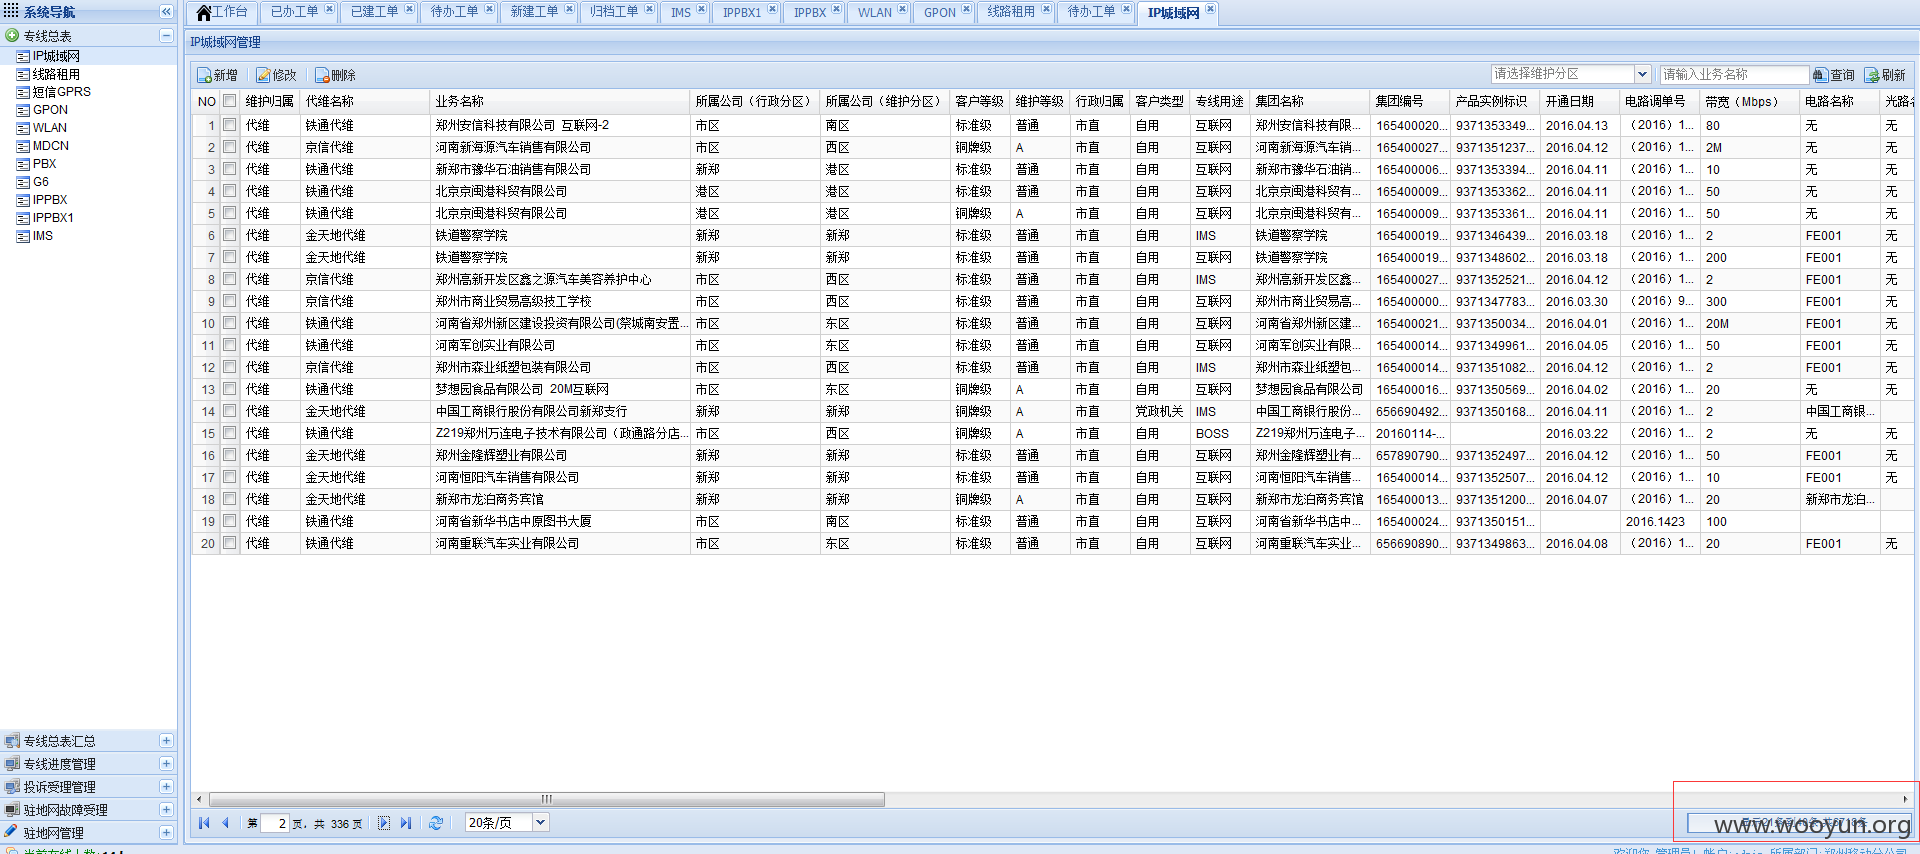 系统导航
专线总表
IP城域网
线路租用
短信GPRS
GPON
WLAN
MDCN
PBX
G6
IPPBX
IPPBX1
IMS
专线总表汇总
专线进度管理
投诉受理管理
驻地网故障受理
驻地网管理
工作台 已办工单 已建工单 待办工单 新建工单 归档工单 IMS IPPBX1 IPPBX WLAN GPON 线路租用 待办工单 IP城域网
IP城域网管理
新增 修改 删除 请选择维护分区 请输入业务名称 查询 刷新
NO 维护归属 代维名称 业务名称 所属公司（行政分区） 所属公司（维护分区） 客户等级 维护等级 行政归属 客户类型 专线用途 集团名称 集团编号 产品实例标识 开通日期 电路调单号 带宽（Mbps） 电路名称
1 代维 铁通代维 郑州安信科技有限公司 互联网-2 市区 南区 标准级 普通 市直 自用 互联网 郑州安信科技有限... 165400020... 9371353349... 2016.04.13 （2016）1... 80 无 无
2 代维 京信代维 河南新海源汽车销售有限公司 市区 西区 铜牌级 A 市直 自用 互联网 河南新海源汽车销... 165400027... 9371351237... 2016.04.12 （2016）1... 2M 无 无
3 代维 铁通代维 新郑市豫华石油销售有限公司 新郑 港区 标准级 普通 市直 自用 互联网 新郑市豫华石油销... 165400006... 9371353394... 2016.04.11 （2016）1... 10 无 无
4 代维 铁通代维 北京京闽港科贸有限公司 港区 港区 标准级 普通 市直 自用 互联网 北京京闽港科贸有... 165400009... 9371353362... 2016.04.11 （2016）1... 50 无 无
5 代维 铁通代维 北京京闽港科贸有限公司 港区 港区 铜牌级 A 市直 自用 互联网 北京京闽港科贸有... 165400009... 9371353361... 2016.04.11 （2016）1... 50 无 无
6 代维 金天地代维 铁道警察学院 新郑 新郑 标准级 普通 市直 自用 IMS 铁道警察学院 165400019... 9371346439... 2016.03.18 （2016）1... 2 FE001 无
7 代维 金天地代维 铁道警察学院 新郑 新郑 标准级 普通 市直 自用 互联网 铁道警察学院 165400019... 9371348602... 2016.03.18 （2016）1... 200 FE001 无
8 代维 京信代维 郑州高新开发区鑫之源汽车美容养护中心 市区 西区 标准级 普通 市直 自用 IMS 郑州高新开发区鑫... 165400027... 9371352521... 2016.04.12 （2016）1... 2 FE001 无
9 代维 京信代维 郑州市商业贸易高级技工学校 市区 西区 标准级 普通 市直 自用 互联网 郑州市商业贸易高... 165400000... 9371347783... 2016.03.30 （2016）9... 300 FE001 无
10 代维 铁通代维 河南省郑州新区建设投资有限公司(祭城南安置... 市区 东区 标准级 普通 市直 自用 互联网 河南省郑州新区建... 165400021... 9371350034... 2016.04.01 （2016）1... 20M FE001 无
11 代维 铁通代维 河南军创实业有限公司 市区 东区 标准级 普通 市直 自用 互联网 河南军创实业有限... 165400014... 9371349961... 2016.04.05 （2016）1... 50 FE001 无
12 代维 京信代维 郑州市森业纸塑包装有限公司 市区 西区 标准级 普通 市直 自用 IMS 郑州市森业纸塑包... 165400014... 9371351082... 2016.04.12 （2016）1... 2 FE001 无
13 代维 铁通代维 梦想园食品有限公司 20M互联网 市区 东区 铜牌级 A 市直 自用 互联网 梦想园食品有限公司 165400016... 9371350569... 2016.04.02 （2016）1... 20 无 无
14 代维 金天地代维 中国工商银行股份有限公司新郑支行 新郑 新郑 铜牌级 A 市直 党政机关 IMS 中国工商银行股份... 656690492... 9371350168... 2016.04.11 （2016）1... 2 中国工商银...
15 代维 铁通代维 Z219郑州万连电子技术有限公司（政通路分店... 市区 西区 铜牌级 A 市直 自用 BOSS Z219郑州万连电子... 20160114-... 2016.03.22 （2016）1... 2 无 无
16 代维 金天地代维 郑州金隆辉塑业有限公司 新郑 新郑 标准级 普通 市直 自用 互联网 郑州金隆辉塑业有... 657890790... 9371352497... 2016.04.12 （2016）1... 50 FE001 无
17 代维 金天地代维 河南恒阳汽车销售有限公司 新郑 新郑 标准级 普通 市直 自用 互联网 河南恒阳汽车销售... 165400014... 9371352507... 2016.04.12 （2016）1... 10 FE001 无
18 代维 金天地代维 新郑市龙泊商务宾馆 新郑 新郑 铜牌级 A 市直 自用 互联网 新郑市龙泊商务宾馆 165400013... 9371351200... 2016.04.07 （2016）1... 20 新郑市龙泊...
19 代维 铁通代维 河南省新华书店中原图书大厦 市区 南区 标准级 普通 市直 自用 互联网 河南省新华书店中... 165400024... 9371350151... 2016.1423 100
20 代维 铁通代维 河南重联汽车实业有限公司 市区 东区 标准级 普通 市直 自用 互联网 河南重联汽车实业... 656690890... 9371349863... 2016.04.08 （2016）1... 20 FE001 无
第 2 页，共 336 页 20条/页
www.wooyun.org